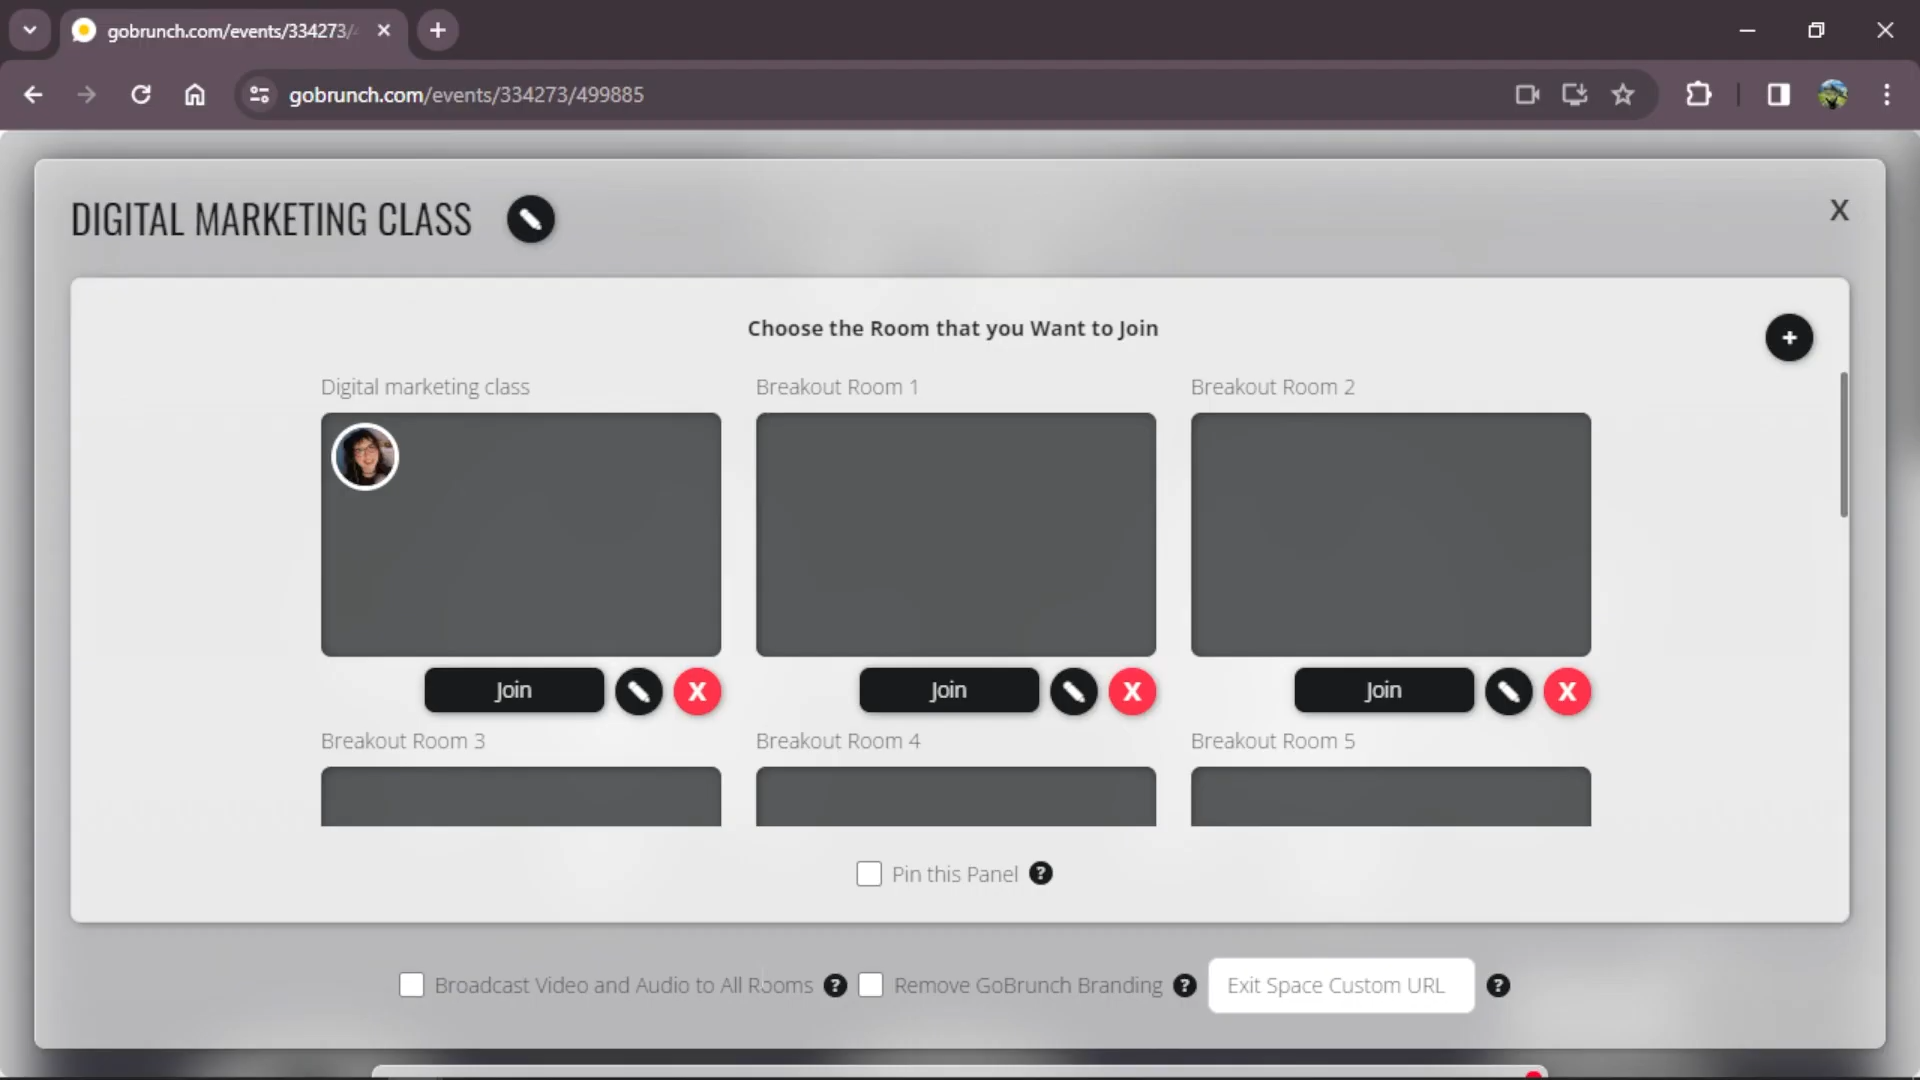 gobrunch.com/events/334273/
gobrunch.com/events/334273/499885
DIGITAL MARKETING CLASS
X
Choose the Room that you Want to Join
+
Digital marketing class
Breakout Room 1
Breakout Room 2
Join X
Join X
Join X
Breakout Room 3
Breakout Room 4
Breakout Room 5
Pin this Panel ?
Broadcast Video and Audio to All Rooms ? Remove GoBrunch Branding ? Exit Space Custom URL ?